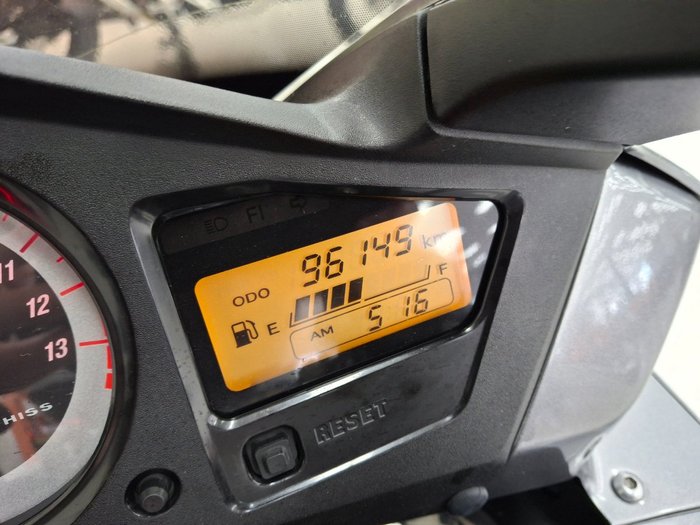 FI
96149 km
ODO
E F
AM 5 16
11
12
13
HISS
RESET